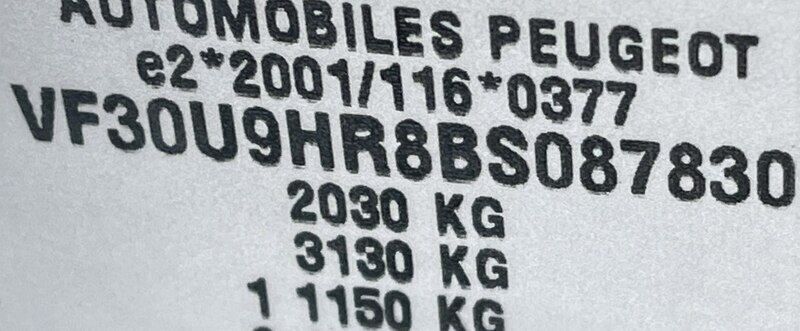 AUTOMOBILES PEUGEOT
e2*2001/116*0377
VF30U9HR8BS087830
2030 KG
3130 KG
1 1150 KG